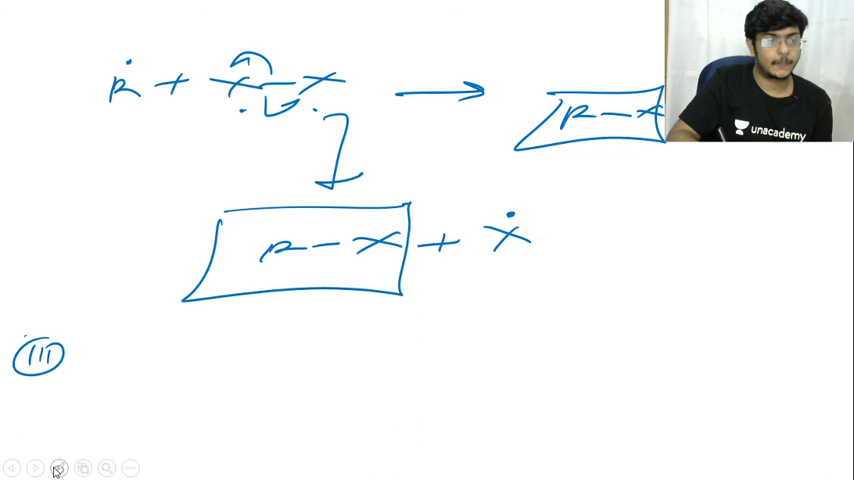 Ṙ + X – X ⟶ R – X
R – X + Ẋ
III
unacademy